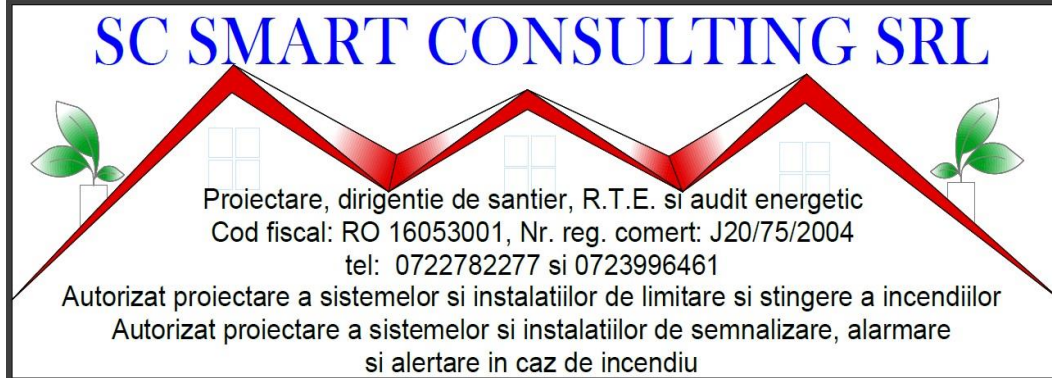 SC SMART CONSULTING SRL
Proiectare, dirigentie de santier, R.T.E. si audit energetic
Cod fiscal: RO 16053001, Nr. reg. comert: J20/75/2004
tel: 0722782277 si 0723996461
Autorizat proiectare a sistemelor si instalatiilor de limitare si stingere a incendiilor
Autorizat proiectare a sistemelor si instalatiilor de semnalizare, alarmare
si alertare in caz de incendiu